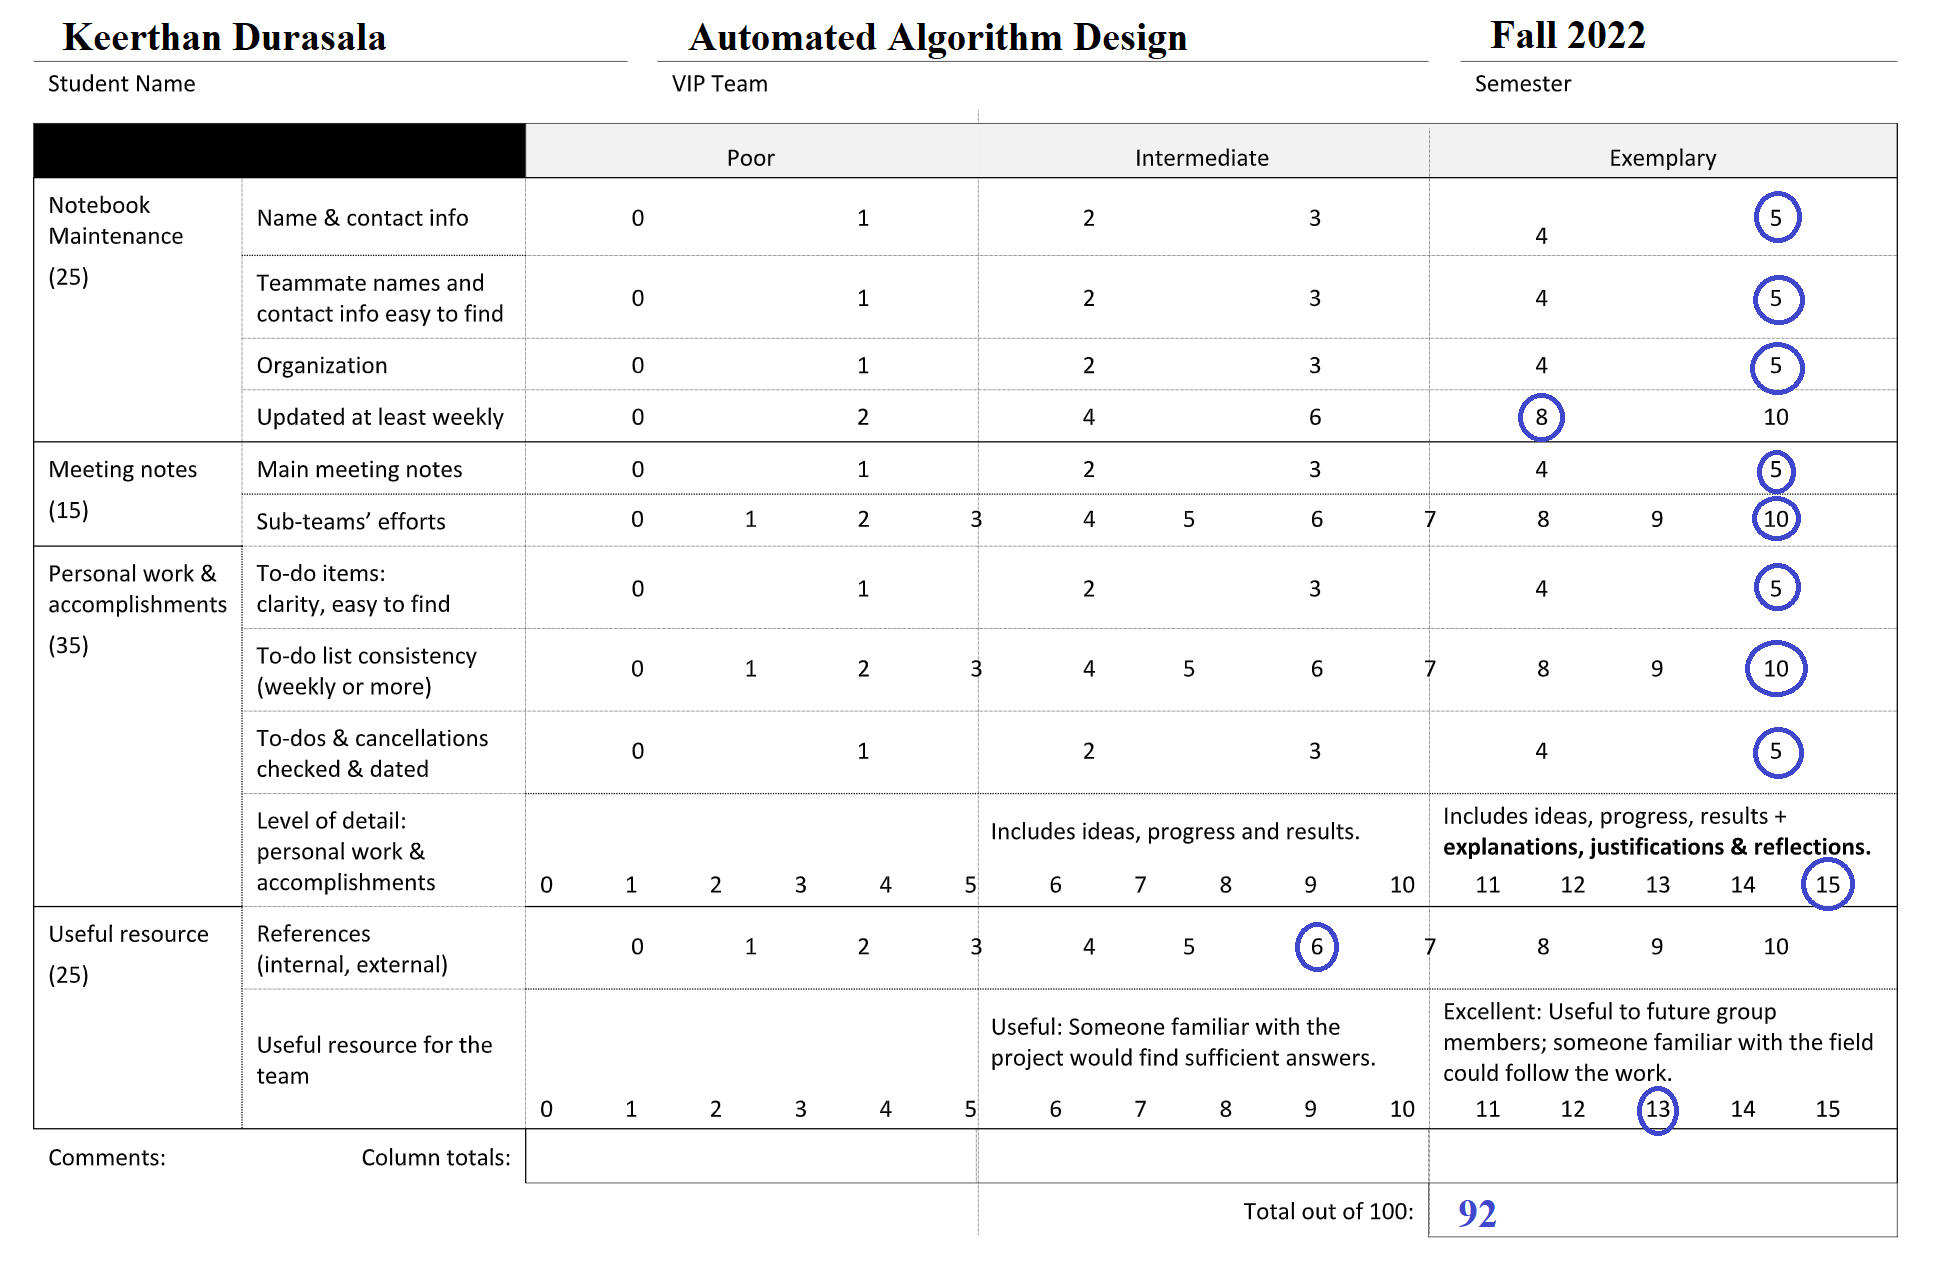 Keerthan Durasala Automated Algorithm Design Fall 2022
Student Name VIP Team Semester
Poor Intermediate Exemplary
Notebook
Maintenance
(25)
Name & contact info 0 1 2 3 4 5
Teammate names and
contact info easy to find 0 1 2 3 4 5
Organization 0 1 2 3 4 5
Updated at least weekly 0 2 4 6 8 10
Meeting notes
(15)
Main meeting notes 0 1 2 3 4 5
Sub-teams’ efforts 0 1 2 3 4 5 6 7 8 9 10
Personal work &
accomplishments
(35)
To-do items:
clarity, easy to find 0 1 2 3 4 5
To-do list consistency
(weekly or more) 0 1 2 3 4 5 6 7 8 9 10
To-dos & cancellations
checked & dated 0 1 2 3 4 5
Level of detail:
personal work &
accomplishments
Includes ideas, progress and results.
Includes ideas, progress, results +
explanations, justifications & reflections.
0 1 2 3 4 5 6 7 8 9 10 11 12 13 14 15
Useful resource
(25)
References
(internal, external) 0 1 2 3 4 5 6 7 8 9 10
Useful resource for the
team
Useful: Someone familiar with the
project would find sufficient answers.
Excellent: Useful to future group
members; someone familiar with the field
could follow the work.
0 1 2 3 4 5 6 7 8 9 10 11 12 13 14 15
Comments: Column totals:
Total out of 100: 92